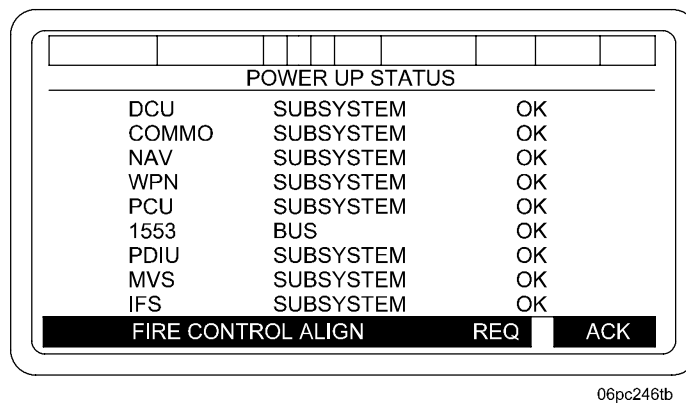 POWER UP STATUS
DCU SUBSYSTEM OK
COMMO SUBSYSTEM OK
NAV SUBSYSTEM OK
WPN SUBSYSTEM OK
PCU SUBSYSTEM OK
1553 BUS OK
PDIU SUBSYSTEM OK
MVS SUBSYSTEM OK
IFS SUBSYSTEM OK
FIRE CONTROL ALIGN REQ ACK
06pc246tb